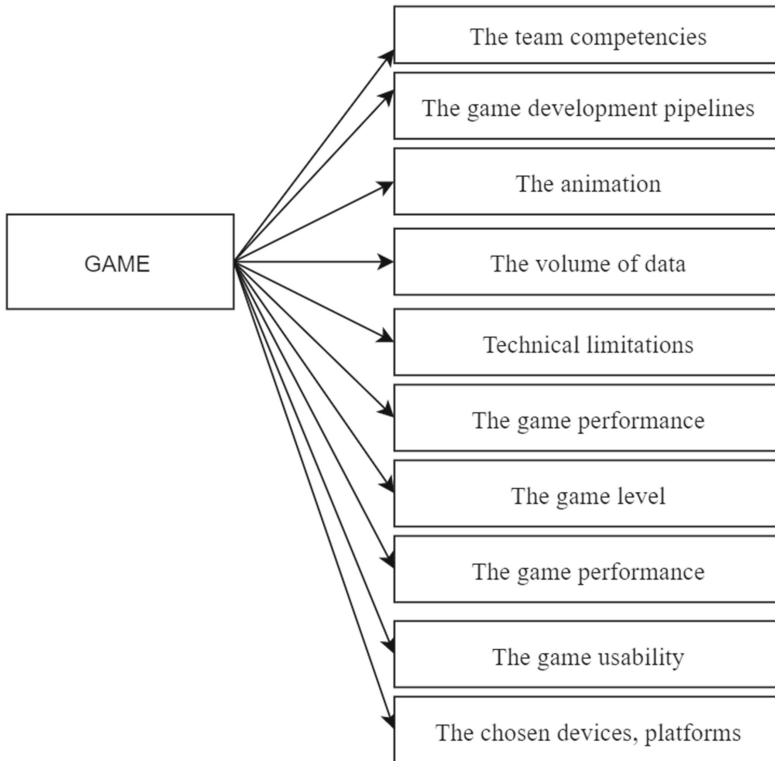 The team competencies
The game development pipelines
The animation
GAME
The volume of data
Technical limitations
The game performance
The game level
The game performance
The game usability
The chosen devices, platforms